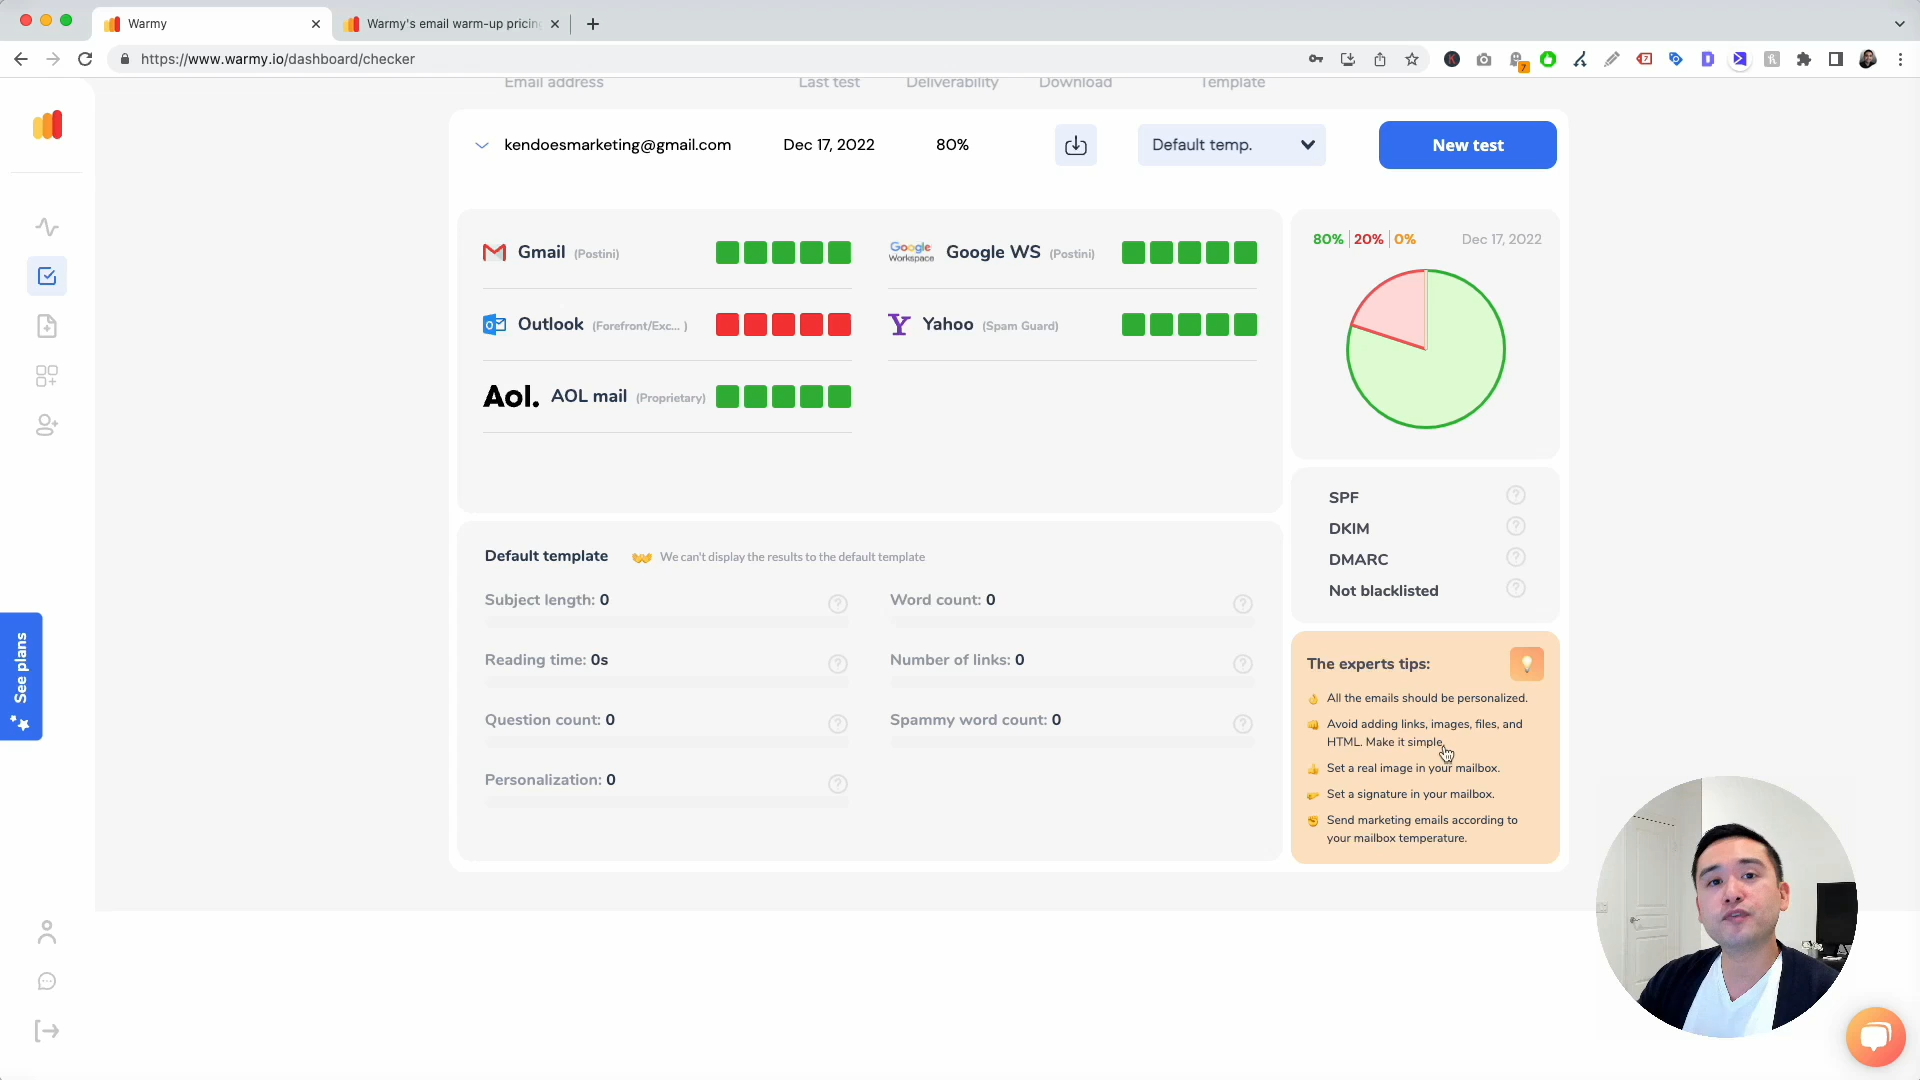 Warmy
Warmy's email warm-up pricin
https://www.warmy.io/dashboard/checker
7
7
Email address Last test Deliverability Download Template
kendoesmarketing@gmail.com Dec 17, 2022 80% Default temp. New test
Gmail (Postini)
Google Workspace Google WS (Postini)
80% 20% 0% Dec 17, 2022
Outlook (Forefront/Exc... )
Yahoo (Spam Guard)
Aol. AOL mail (Proprietary)
SPF
DKIM
DMARC
Not blacklisted
Default template We can't display the results to the default template
Subject length: 0
Word count: 0
Reading time: 0s
Number of links: 0
Question count: 0
Spammy word count: 0
Personalization: 0
See plans
The experts tips:
All the emails should be personalized.
Avoid adding links, images, files, and
HTML. Make it simple.
Set a real image in your mailbox.
Set a signature in your mailbox.
Send marketing emails according to
your mailbox temperature.